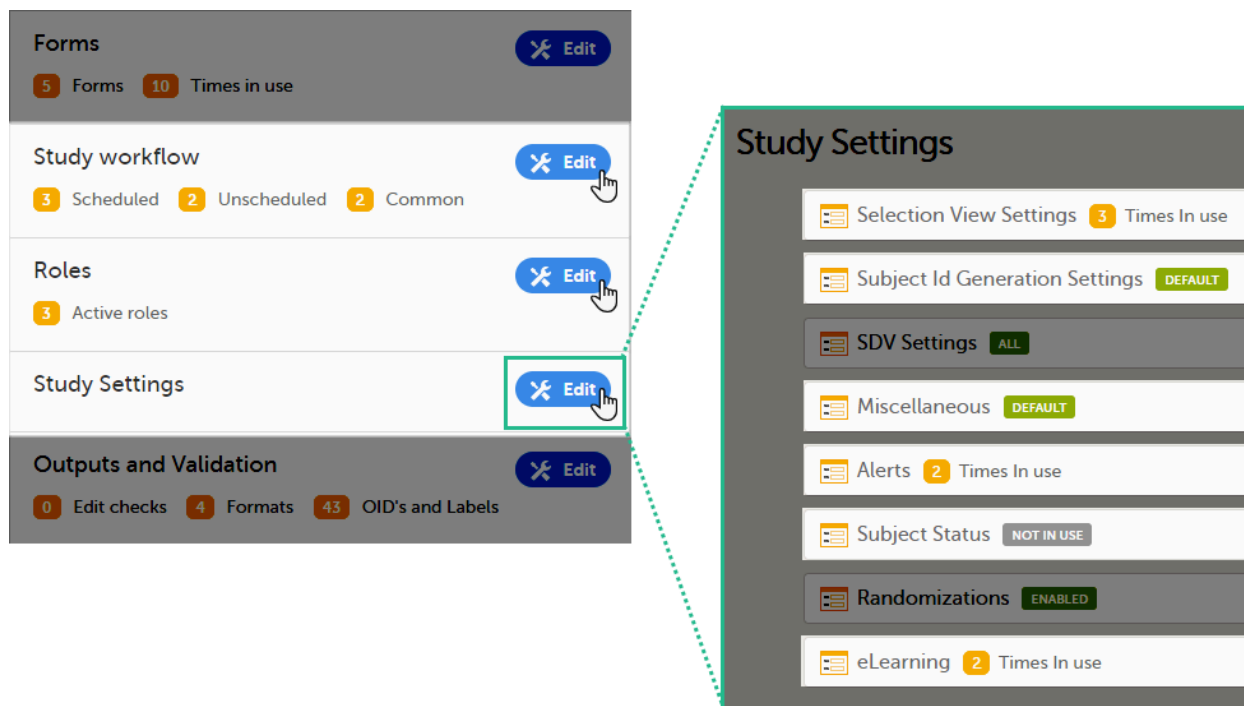 Forms
Edit
5 Forms 10 Times in use
Study workflow
Edit
3 Scheduled 2 Unscheduled 2 Common
Roles
Edit
3 Active roles
Study Settings
Edit
Outputs and Validation
Edit
0 Edit checks 4 Formats 43 OID's and Labels
Study Settings
Selection View Settings 3 Times In use
Subject Id Generation Settings DEFAULT
SDV Settings ALL
Miscellaneous DEFAULT
Alerts 2 Times In use
Subject Status NOT IN USE
Randomizations ENABLED
eLearning 2 Times In use